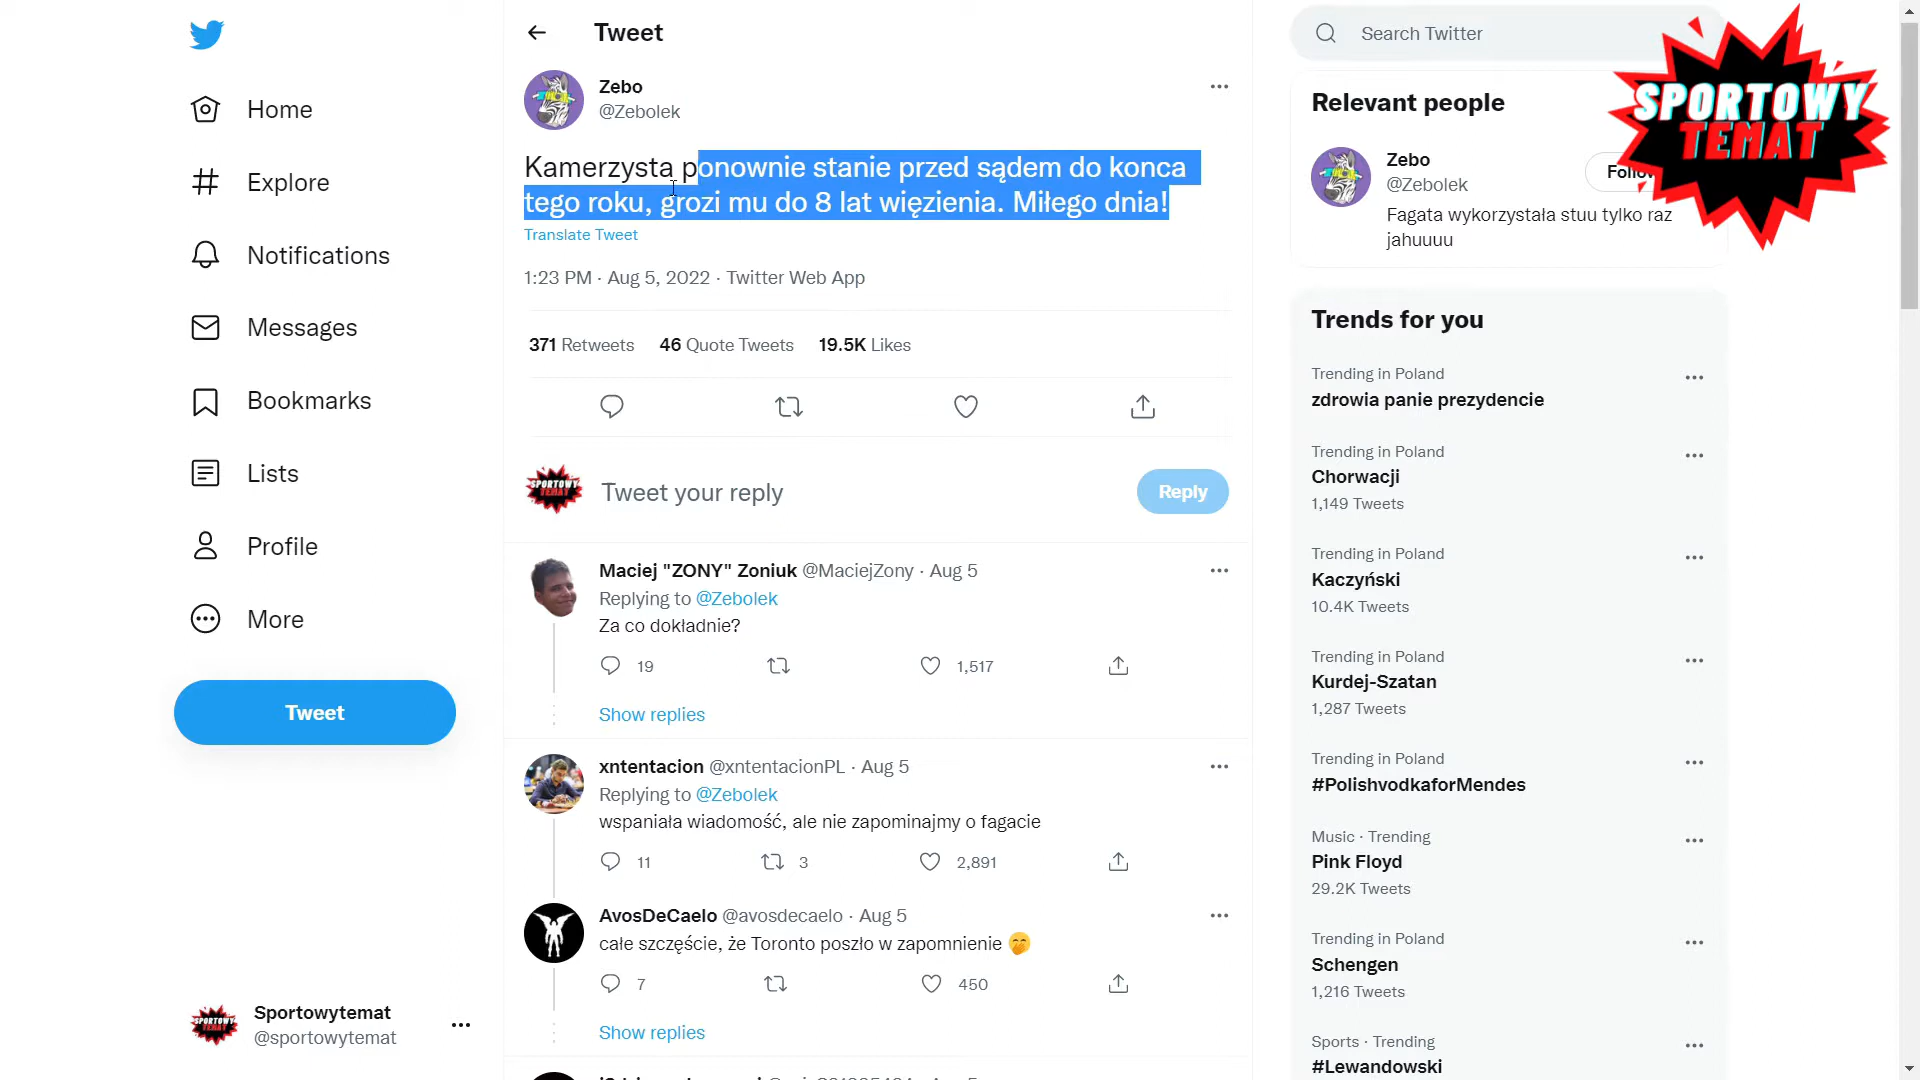 Home
Explore
Notifications
Messages
Bookmarks
Lists
Profile
More
Tweet
Sportowytemat
@sportowytemat
Tweet
Zebo
@Zebolek
Kamerzysta ponownie stanie przed sądem do konca
tego roku, grozi mu do 8 lat więzienia. Miłego dnia!
Translate Tweet
1:23 PM · Aug 5, 2022 · Twitter Web App
371 Retweets 46 Quote Tweets 19.5K Likes
SPORTOWY
TEMAT
Tweet your reply
Reply
Maciej "ZONY" Zoniuk @MaciejZony · Aug 5
Replying to @Zebolek
Za co dokładnie?
19 1,517
Show replies
xntentacion @xntentacionPL · Aug 5
Replying to @Zebolek
wspaniała wiadomość, ale nie zapominajmy o fagacie
11 3 2,891
AvosDeCaelo @avosdecaelo · Aug 5
całe szczęście, że Toronto poszło w zapomnienie 🤭
7 450
Show replies
Search Twitter
SPORTOWY
TEMAT
Relevant people
Zebo
@Zebolek
Fagata wykorzystała stuu tylko raz
jahuuuu
Trends for you
Trending in Poland
zdrowia panie prezydencie
Trending in Poland
Chorwacji
1,149 Tweets
Trending in Poland
Kaczyński
10.4K Tweets
Trending in Poland
Kurdej-Szatan
1,287 Tweets
Trending in Poland
#PolishvodkaforMendes
Music · Trending
Pink Floyd
29.2K Tweets
Trending in Poland
Schengen
1,216 Tweets
Sports · Trending
#Lewandowski